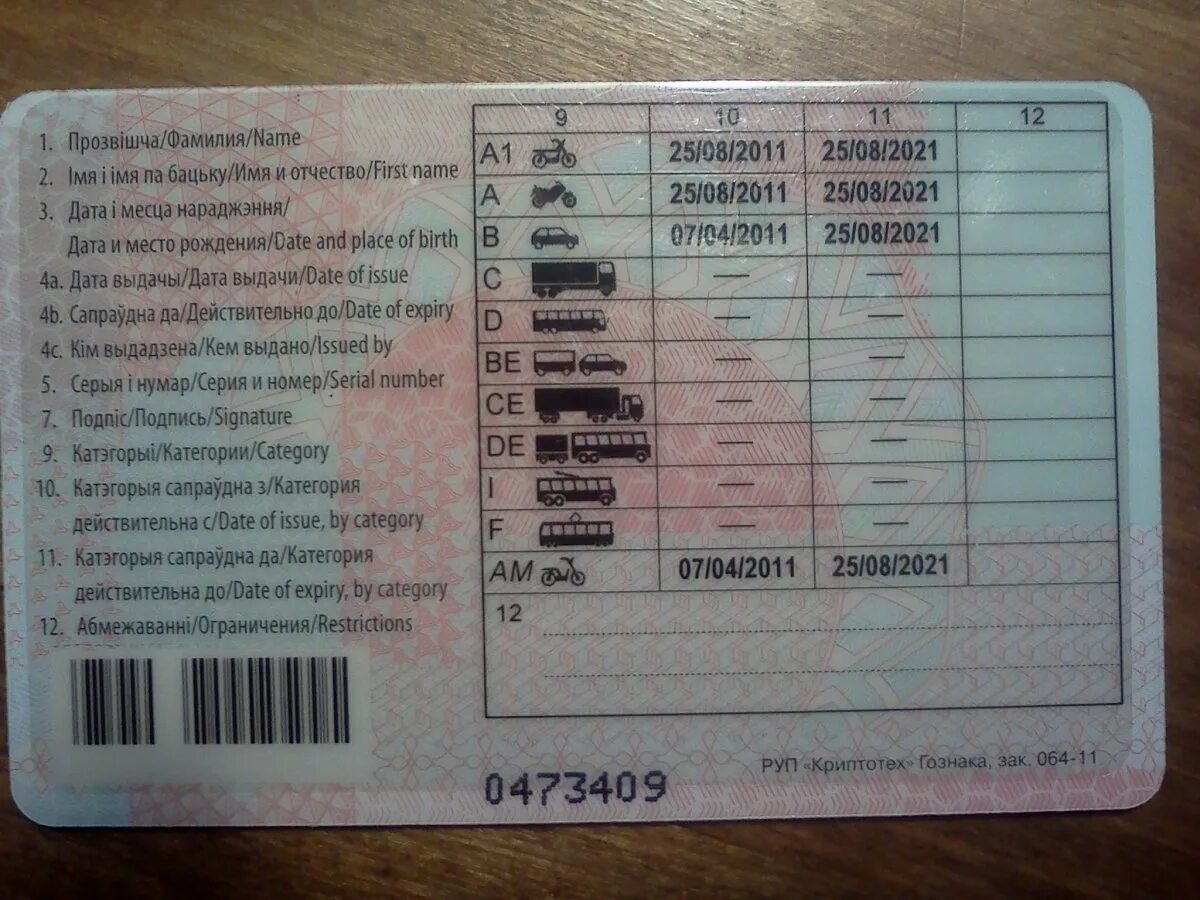 1. Прозвішча/Фамилия/Name
2. Імя і імя па бацьку/Имя и отчество/First name
3. Дата і месца нараджэння/
Дата и место рождения/Date and place of birth
4a. Дата выдачы/Дата выдачи/Date of issue
4b. Сапраўдна да/Действительно до/Date of expiry
4c. Кім выдадзена/Кем выдано/Issued by
5. Серыя і нумар/Серия и номер/Serial number
7. Подпіс/Подпись/Signature
9. Катэгорыі/Категории/Category
10. Катэгорыя сапраўдна з/Категория
действительна с/Date of issue, by category
11. Катэгорыя сапраўдна да/Категория
действительна до/Date of expiry, by category
12. Абмежаванні/Ограничения/Restrictions
9 10 11 12
A1 25/08/2011 25/08/2021
A 25/08/2011 25/08/2021
B 07/04/2011 25/08/2021
C — —
D — —
BE — —
CE — —
DE — —
I — —
F — —
AM 07/04/2011 25/08/2021
12
РУП «Криптотех» Гознака, зак. 064-11
0473409